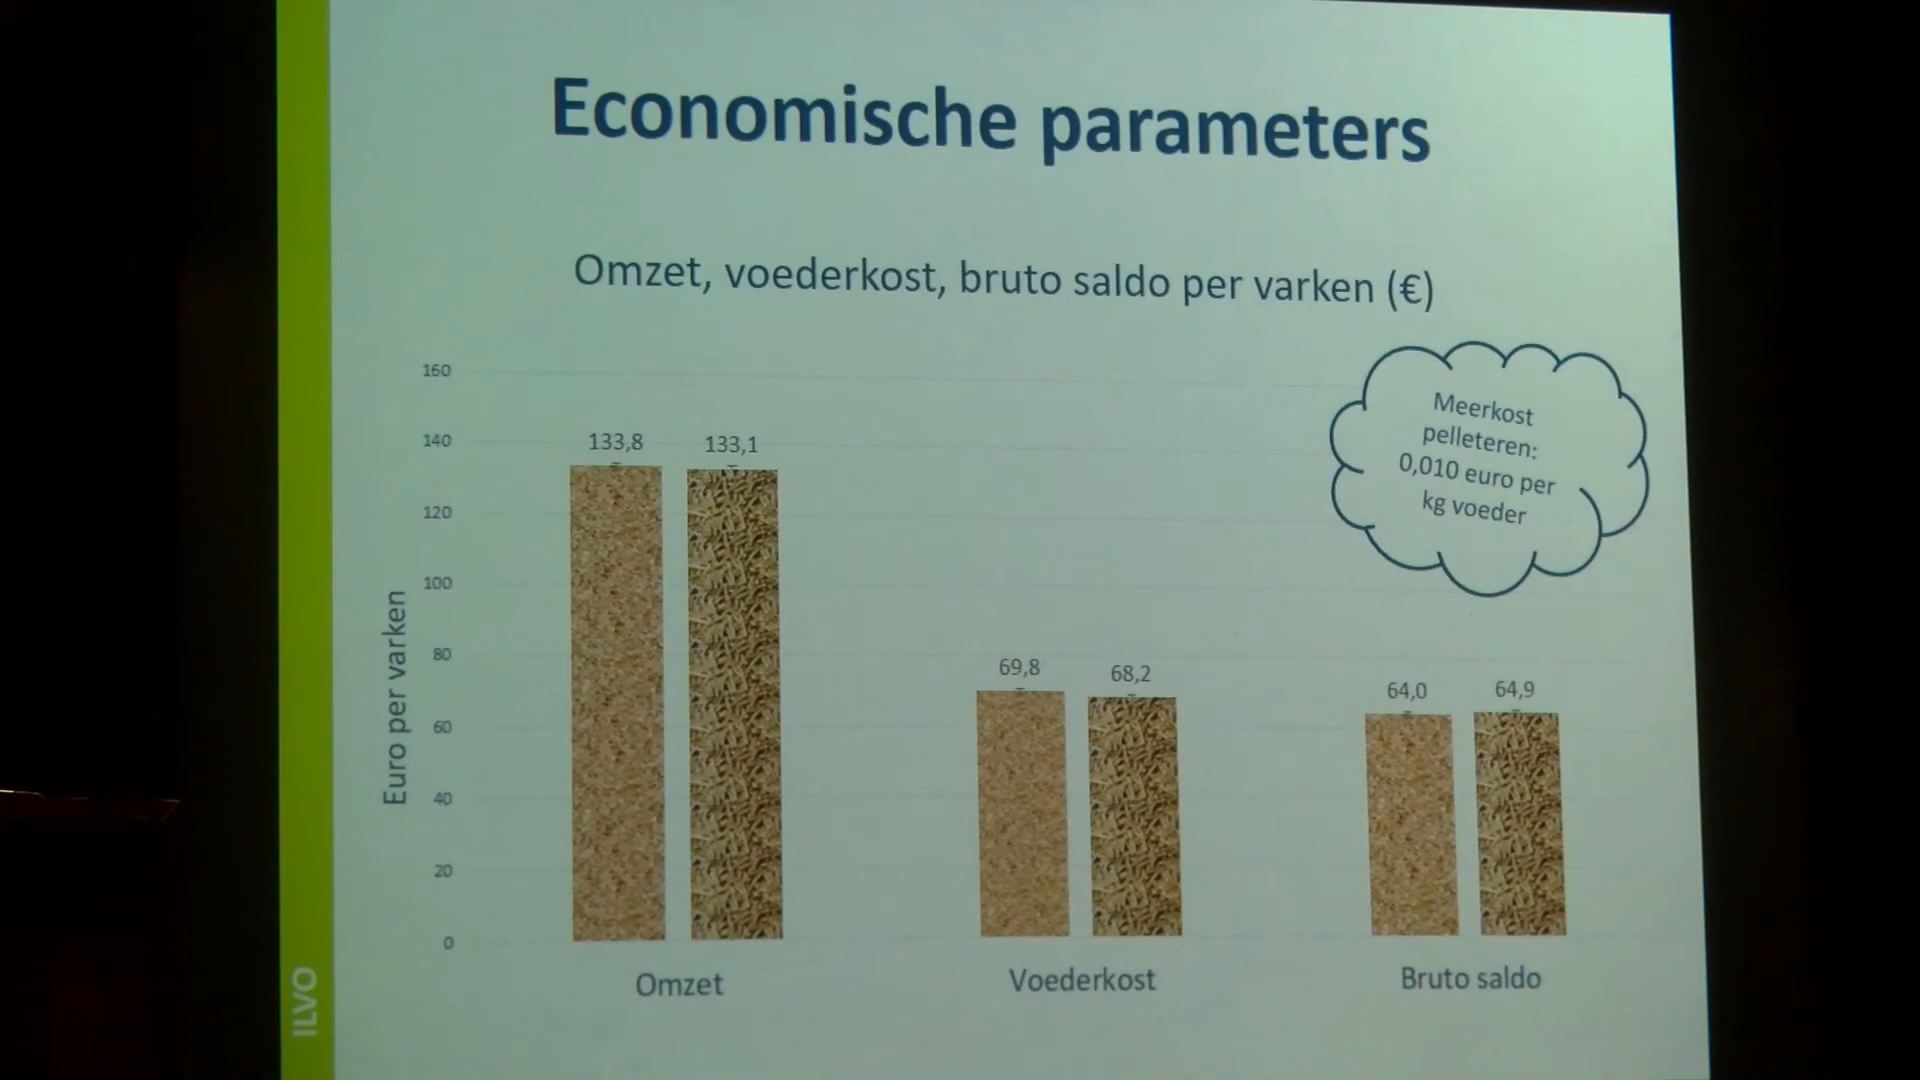 Economische parameters
Omzet, voederkost, bruto saldo per varken (€)
Meerkost
pelleteren:
0,010 euro per
kg voeder
Euro per varken
160
140
120
100
80
60
40
20
0
133,8
133,1
69,8
68,2
64,0
64,9
Omzet
Voederkost
Bruto saldo
ILVO